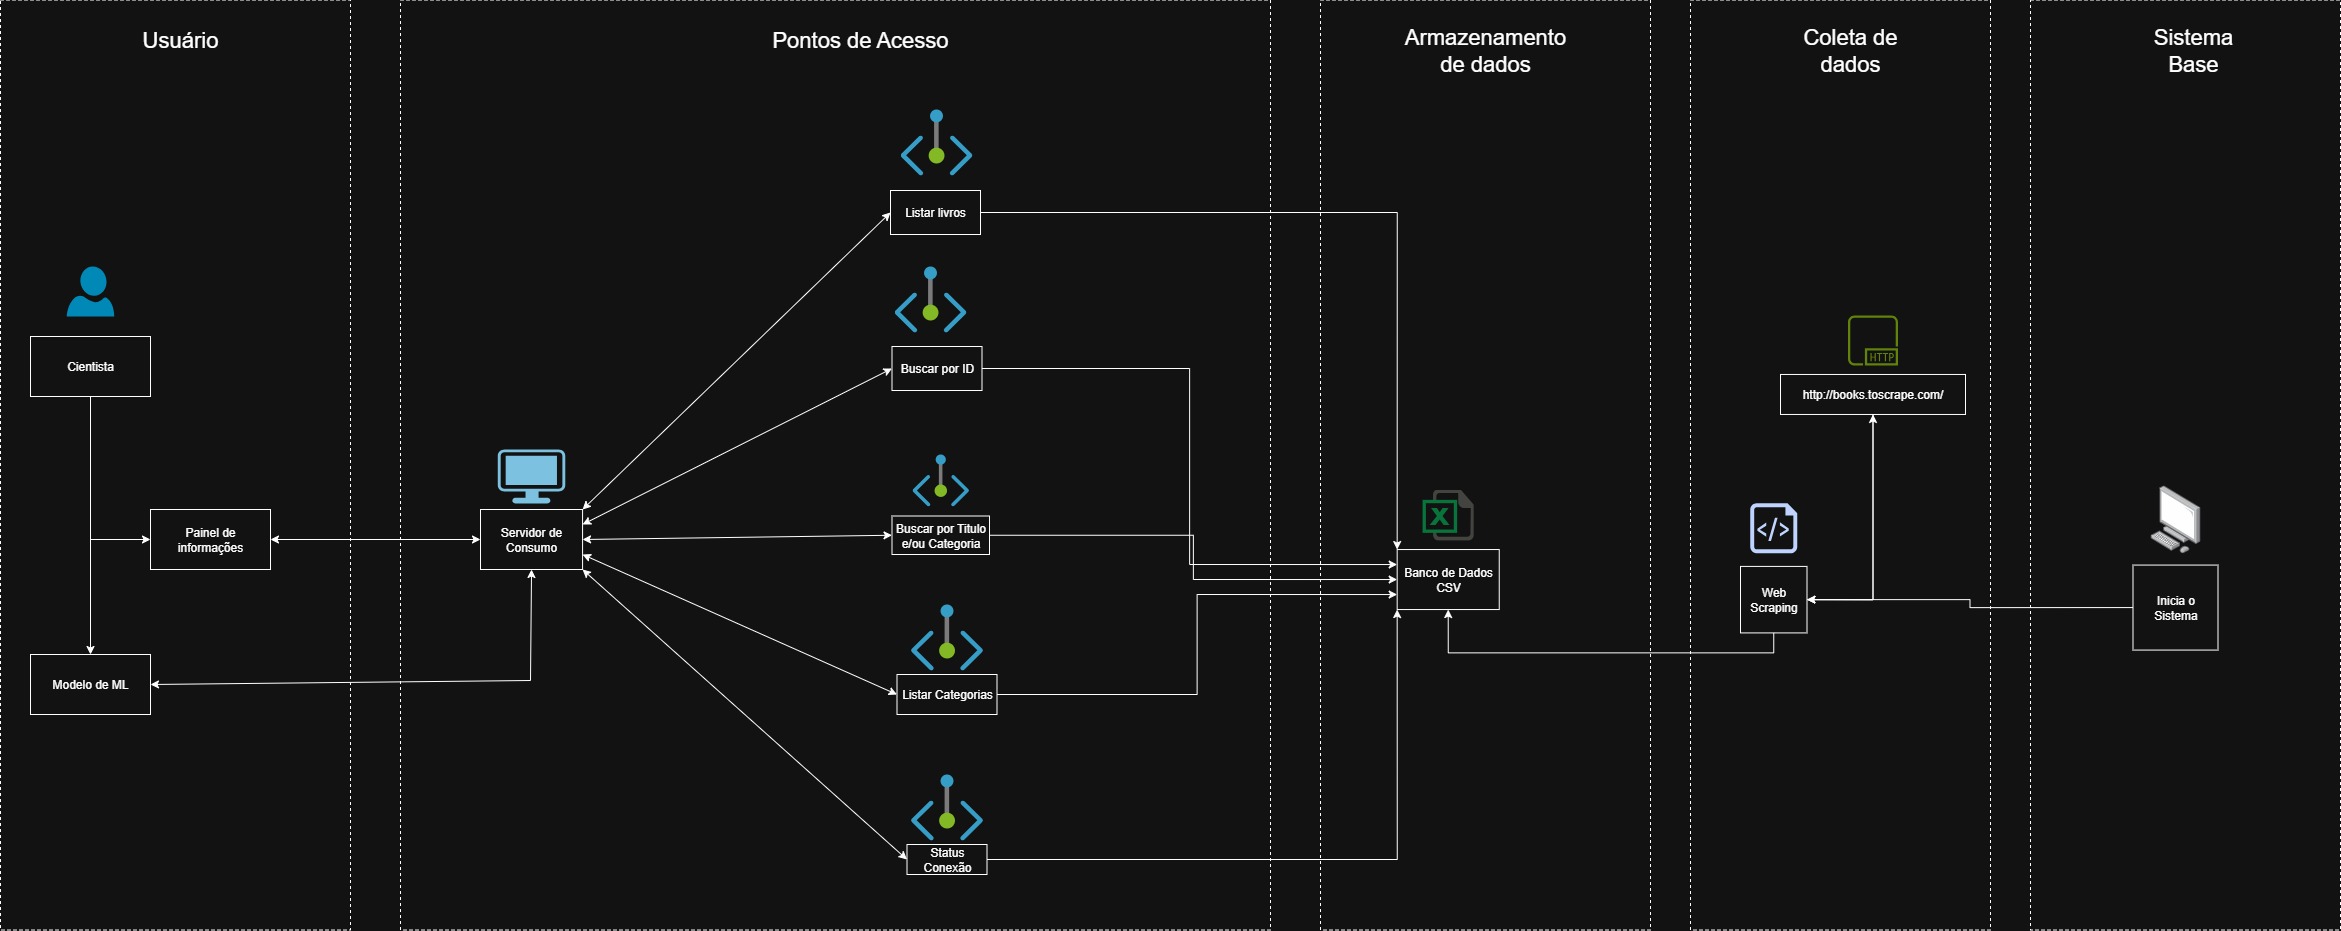 Usuário
Pontos de Acesso
Armazenamento
de dados
Coleta de
dados
Sistema
Base
Listar livros
Cientista
Buscar por ID
HTTP
http://books.toscrape.com/
Painel de
informações
Servidor de
Consumo
Buscar por Titulo
e/ou Categoria
X
Banco de Dados
CSV
</>
Web
Scraping
Inicia o
Sistema
Modelo de ML
Listar Categorias
Status
Conexão